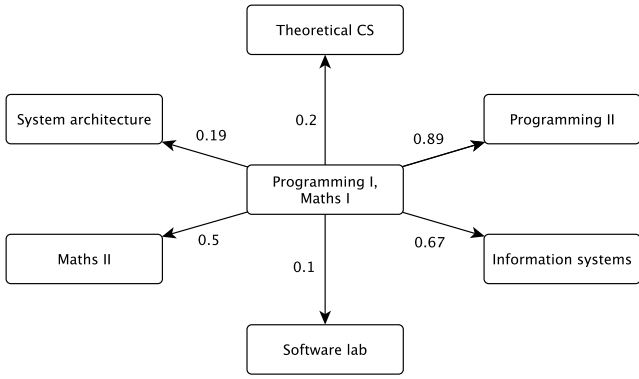 Theoretical CS
System architecture
0.19
0.2
0.89
Programming II
Programming I,
Maths I
Maths II
0.5
0.1
0.67
Information systems
Software lab